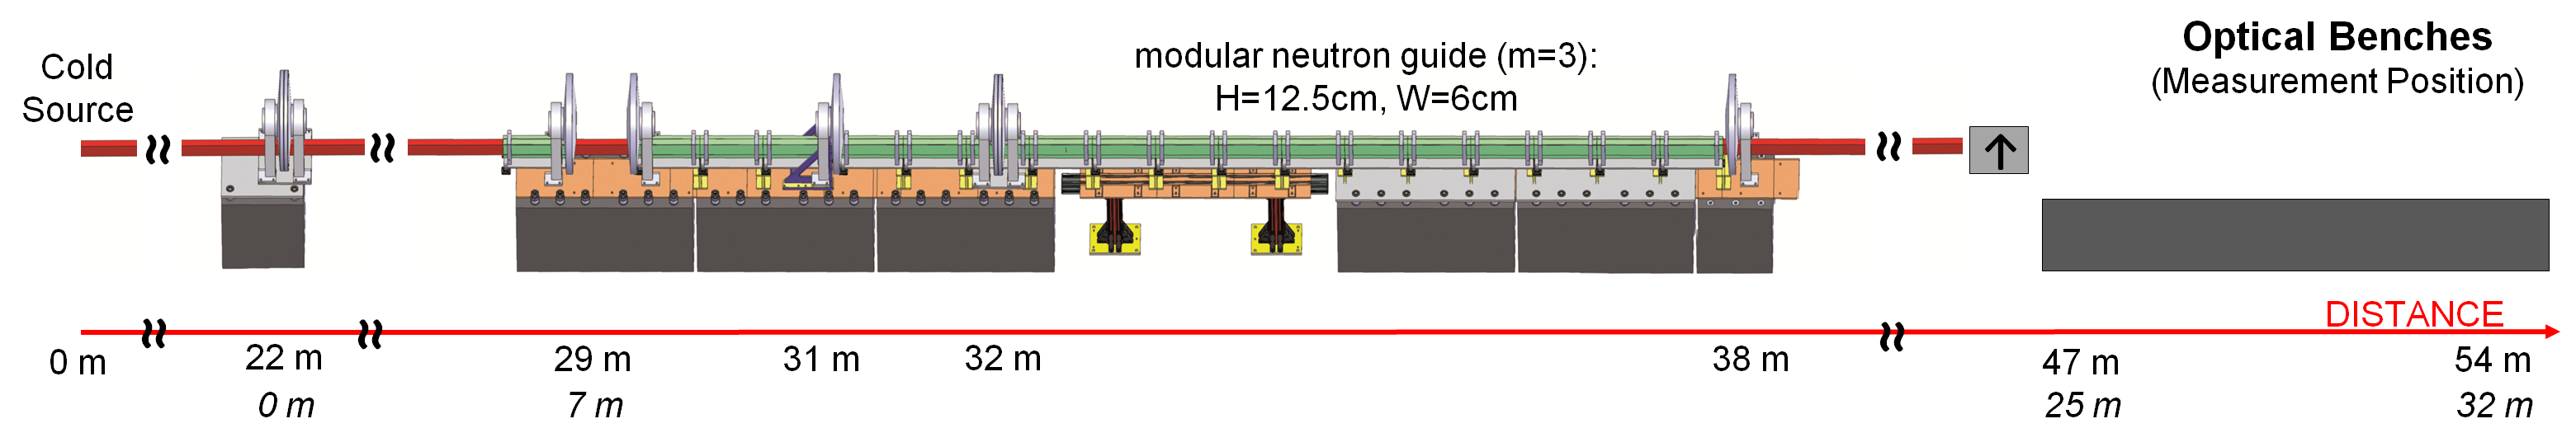 Cold
Source
modular neutron guide (m=3):
H=12.5cm, W=6cm
Optical Benches
(Measurement Position)
DISTANCE
0 m
22 m
29 m
31 m
32 m
38 m
47 m
54 m
0 m
7 m
25 m
32 m